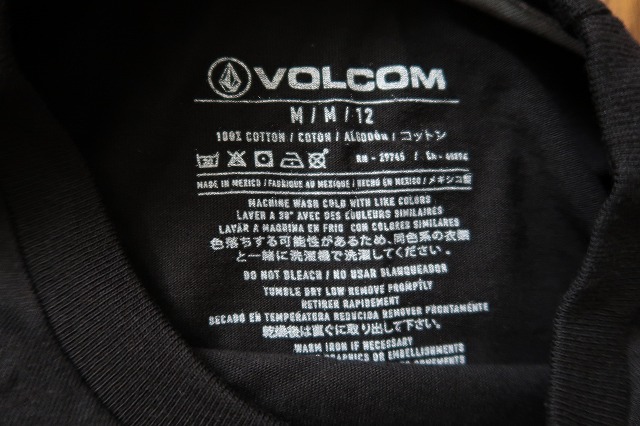 VOLCOM
M / M / 12
100% COTTON / COTON / ALGODÓN / コットン
RN - 29745 / CA -
MADE IN MEXICO / FABRIQUÉ AU MEXIQUE / HECHO EN MEXICO / メキシコ製
MACHINE WASH COLD WITH LIKE COLORS
LAVER A 30° AVEC DES COULEURS SIMILAIRES
LAVAR A MAQUINA EN FRIO CON COLORES SIMILARES
色落ちする可能性があるため、同色系の衣類
と一緒に洗濯機で洗濯してください。
DO NOT BLEACH / NO USAR BLANQUEADOR
TUMBLE DRY LOW REMOVE PROMPTLY
RETIRER RAPIDEMENT
SECADO EN TEMPERATURA REDUCIDA REMOVER PRONTAMENTE
乾燥後は直ぐに取り出して下さい。
WARM IRON IF NECESSARY
GRAPHICS OR EMBELLISHMENTS